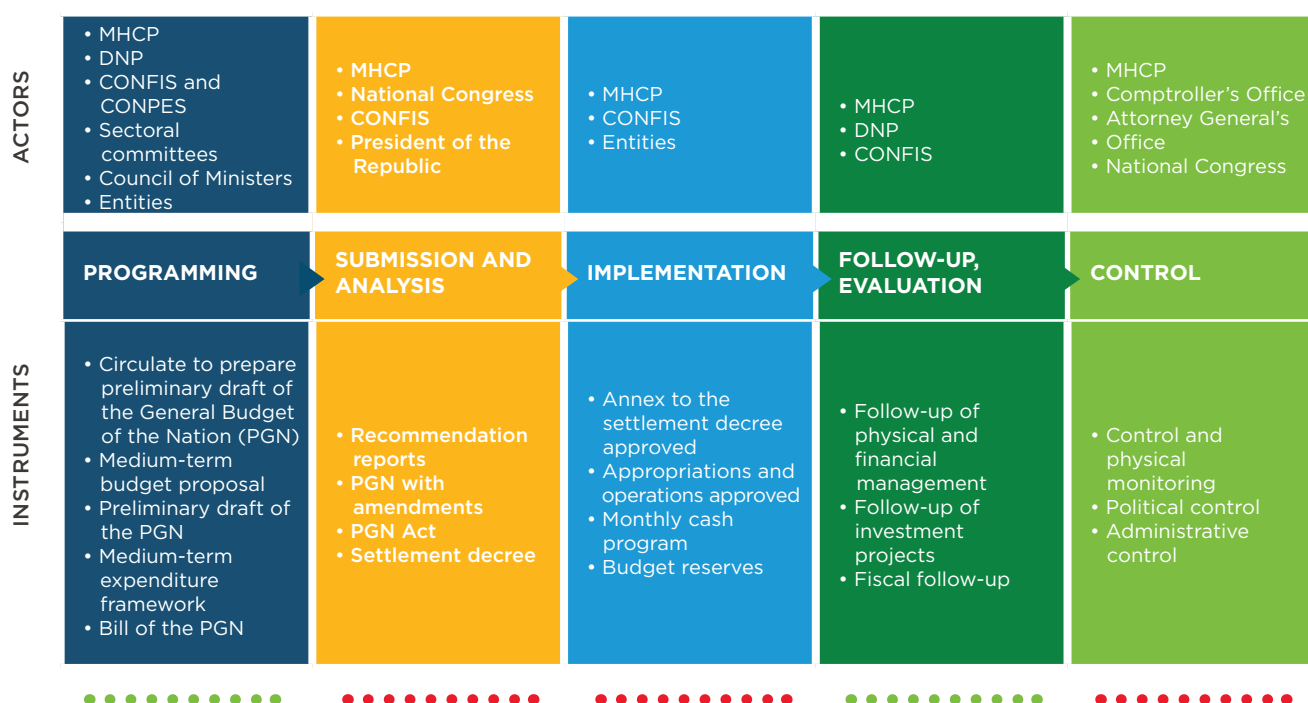 ACTORS
• MHCP
• DNP
• CONFIS and
CONPES
• Sectoral
committees
• Council of Ministers
• Entities
• MHCP
• National Congress
• CONFIS
• President of the
Republic
• MHCP
• CONFIS
• Entities
• MHCP
• DNP
• CONFIS
• MHCP
• Comptroller's Office
• Attorney General's
• Office
• National Congress
PROGRAMMING
SUBMISSION AND
ANALYSIS
IMPLEMENTATION
FOLLOW-UP,
EVALUATION
CONTROL
INSTRUMENTS
• Circulate to prepare
preliminary draft of
the General Budget
of the Nation (PGN)
• Medium-term
budget proposal
• Preliminary draft of
the PGN
• Medium-term
expenditure
framework
• Bill of the PGN
• Recommendation
reports
• PGN with
amendments
• PGN Act
• Settlement decree
• Annex to the
settlement decree
approved
• Appropriations and
operations approved
• Monthly cash
program
• Budget reserves
• Follow-up of
physical and
financial
management
• Follow-up of
investment
projects
• Fiscal follow-up
• Control and
physical
monitoring
• Political control
• Administrative
control